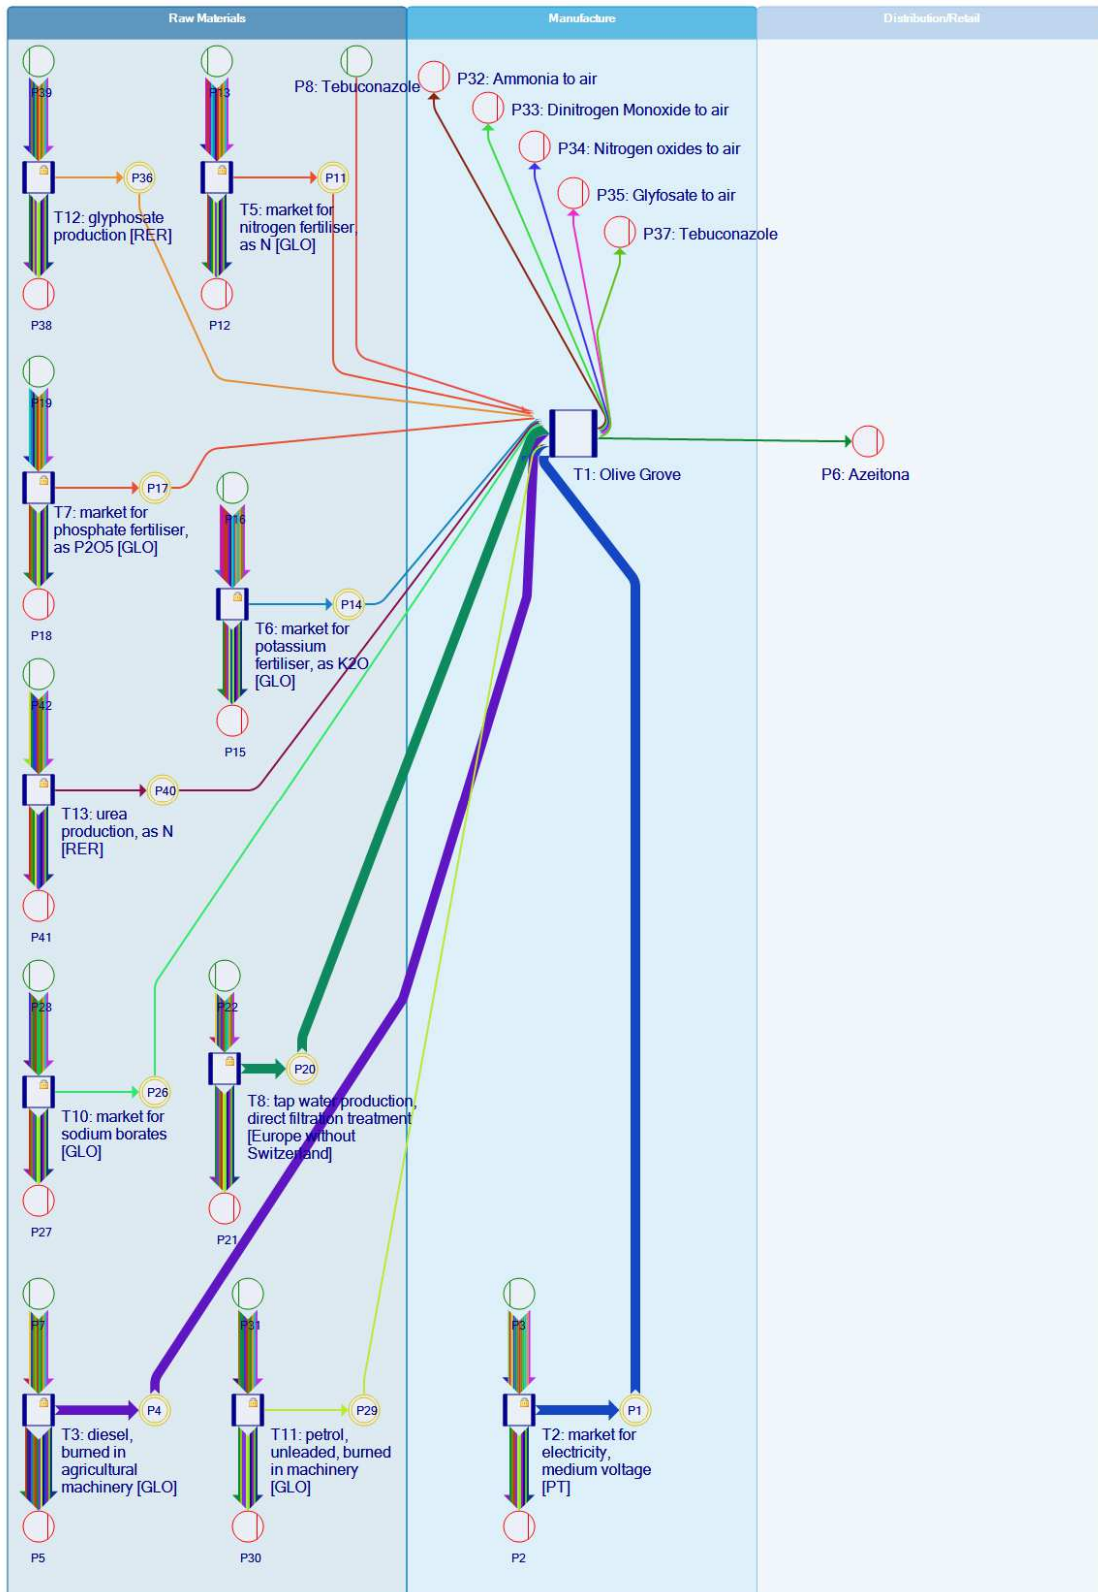 Raw Materials
Manufacture
Distribution/Retail
P39
P13
P8: Tebuconazole
P32: Ammonia to air
P33: Dinitrogen Monoxide to air
P34: Nitrogen oxides to air
P35: Glyfosate to air
P37: Tebuconazole
P36
P11
T12: glyphosate
production [RER]
T5: market for
nitrogen fertiliser,
as N [GLO]
P38
P12
P19
T1: Olive Grove
P6: Azeitona
P17
T7: market for
phosphate fertiliser,
as P2O5 [GLO]
P16
P14
P18
T6: market for
potassium
fertiliser, as K2O
[GLO]
P15
P42
P40
T13: urea
production, as N
[RER]
P41
P28
P22
P20
P26
T10: market for
sodium borates
[GLO]
T8: tap water production,
direct filtration treatment
[Europe without
Switzerland]
P27
P21
P7
P31
P3
P4
P29
P1
T3: diesel,
burned in
agricultural
machinery [GLO]
T11: petrol,
unleaded, burned
in machinery
[GLO]
T2: market for
electricity,
medium voltage
[PT]
P5
P30
P2